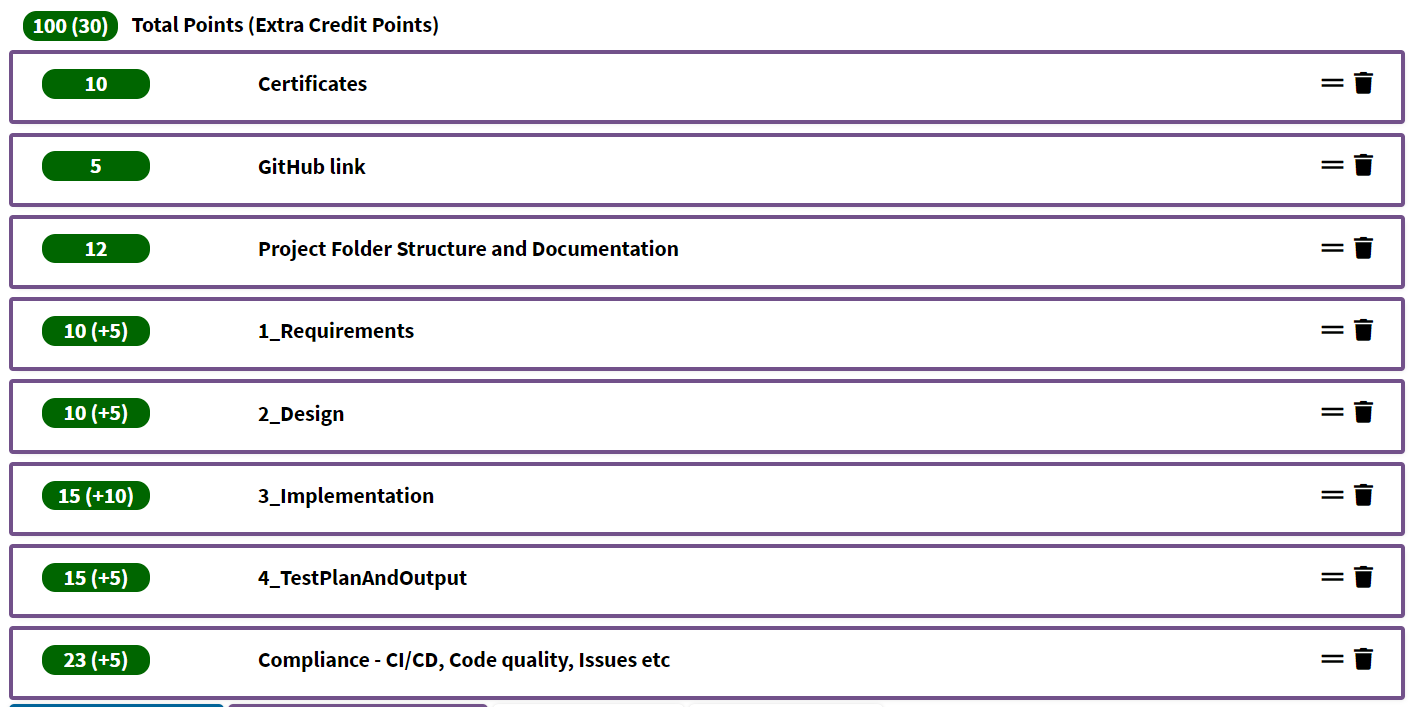 100 (30) Total Points (Extra Credit Points)
10 Certificates
5 GitHub link
12 Project Folder Structure and Documentation
10 (+5) 1_Requirements
10 (+5) 2_Design
15 (+10) 3_Implementation
15 (+5) 4_TestPlanAndOutput
23 (+5) Compliance - CI/CD, Code quality, Issues etc